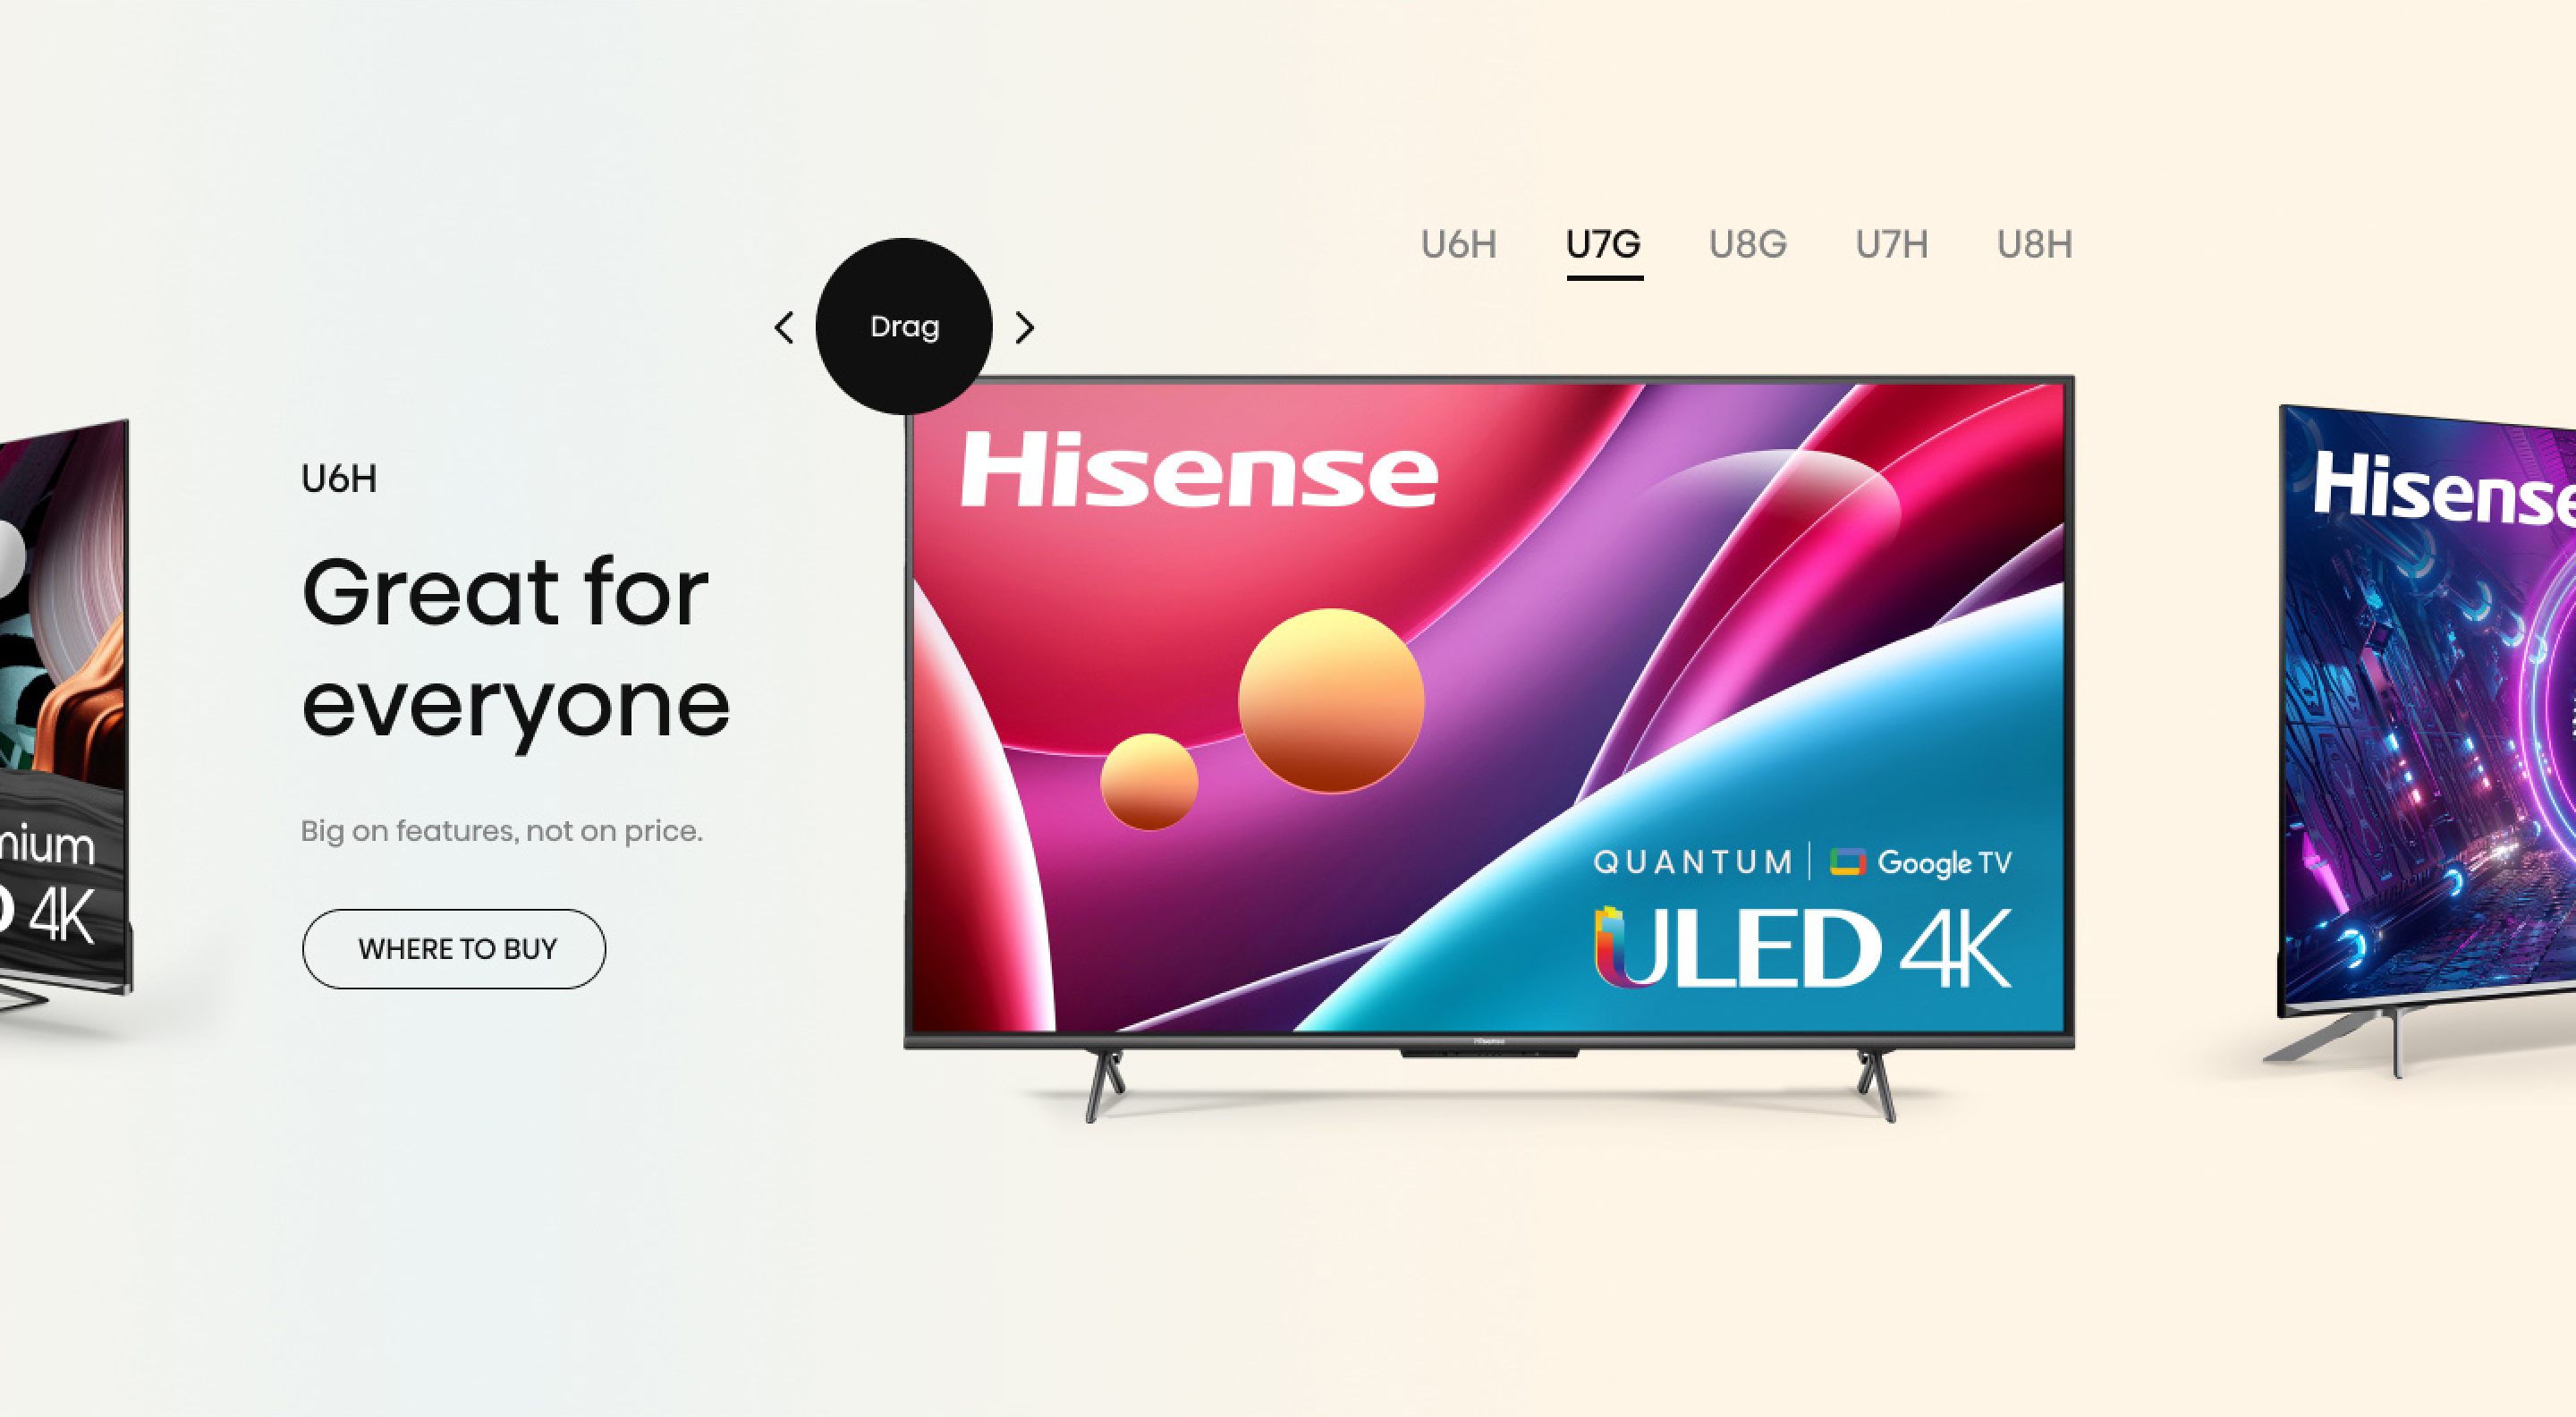 U6H U7G U8G U7H U8H
Drag
U6H
Great for
everyone
Big on features, not on price.
WHERE TO BUY
Hisense
QUANTUM | Google TV
ULED 4K
Hisense
4K
Hisense